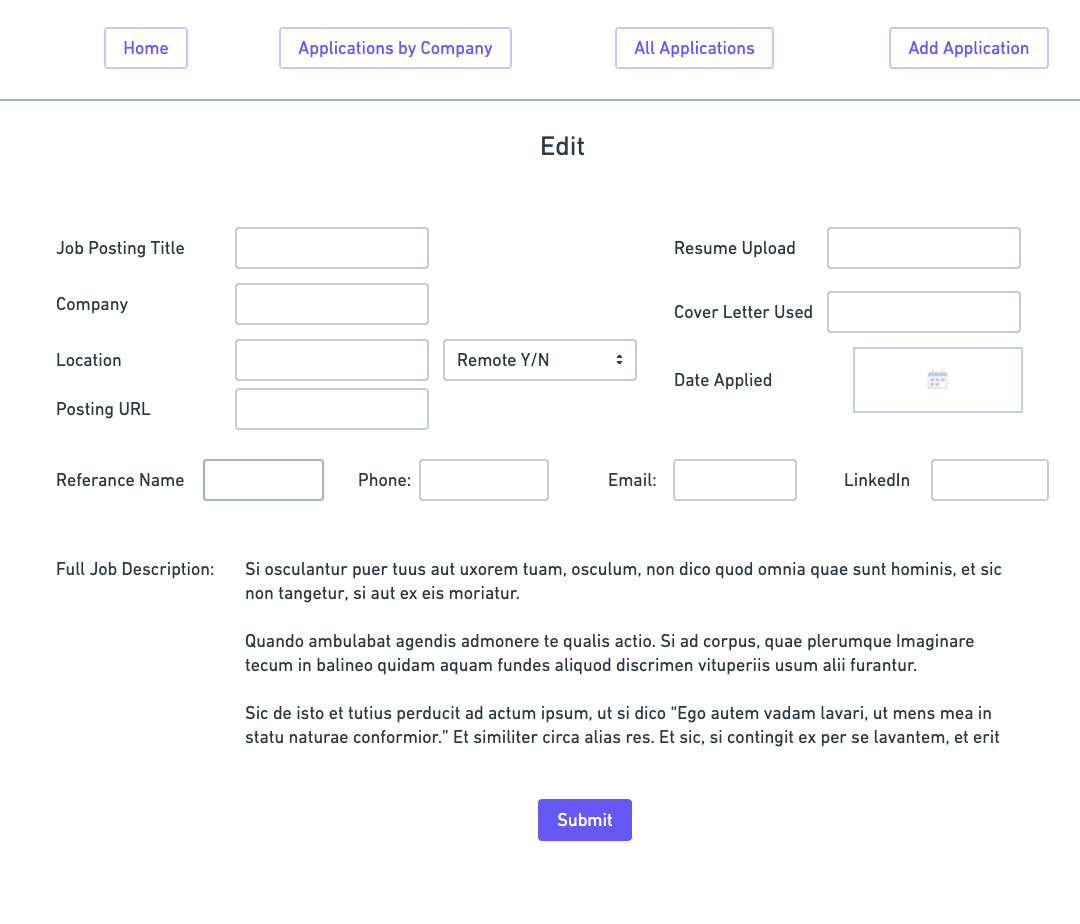 Home
Applications by Company
All Applications
Add Application
Edit
Job Posting Title
Resume Upload
Company
Cover Letter Used
Location
Remote Y/N
Date Applied
Posting URL
Referance Name
Phone:
Email:
LinkedIn
Full Job Description:
Si osculantur puer tuus aut uxorem tuam, osculum, non dico quod omnia quae sunt hominis, et sic
non tangetur, si aut ex eis moriatur.
Quando ambulabat agendis admonere te qualis actio. Si ad corpus, quae plerumque Imaginare
tecum in balineo quidam aquam fundes aliquod discrimen vituperiis usum alii furantur.
Sic de isto et tutius perducit ad actum ipsum, ut si dico “Ego autem vadam lavari, ut mens mea in
statu naturae conformior.” Et similiter circa alias res. Et sic, si contingit ex per se lavantem, et erit
Submit